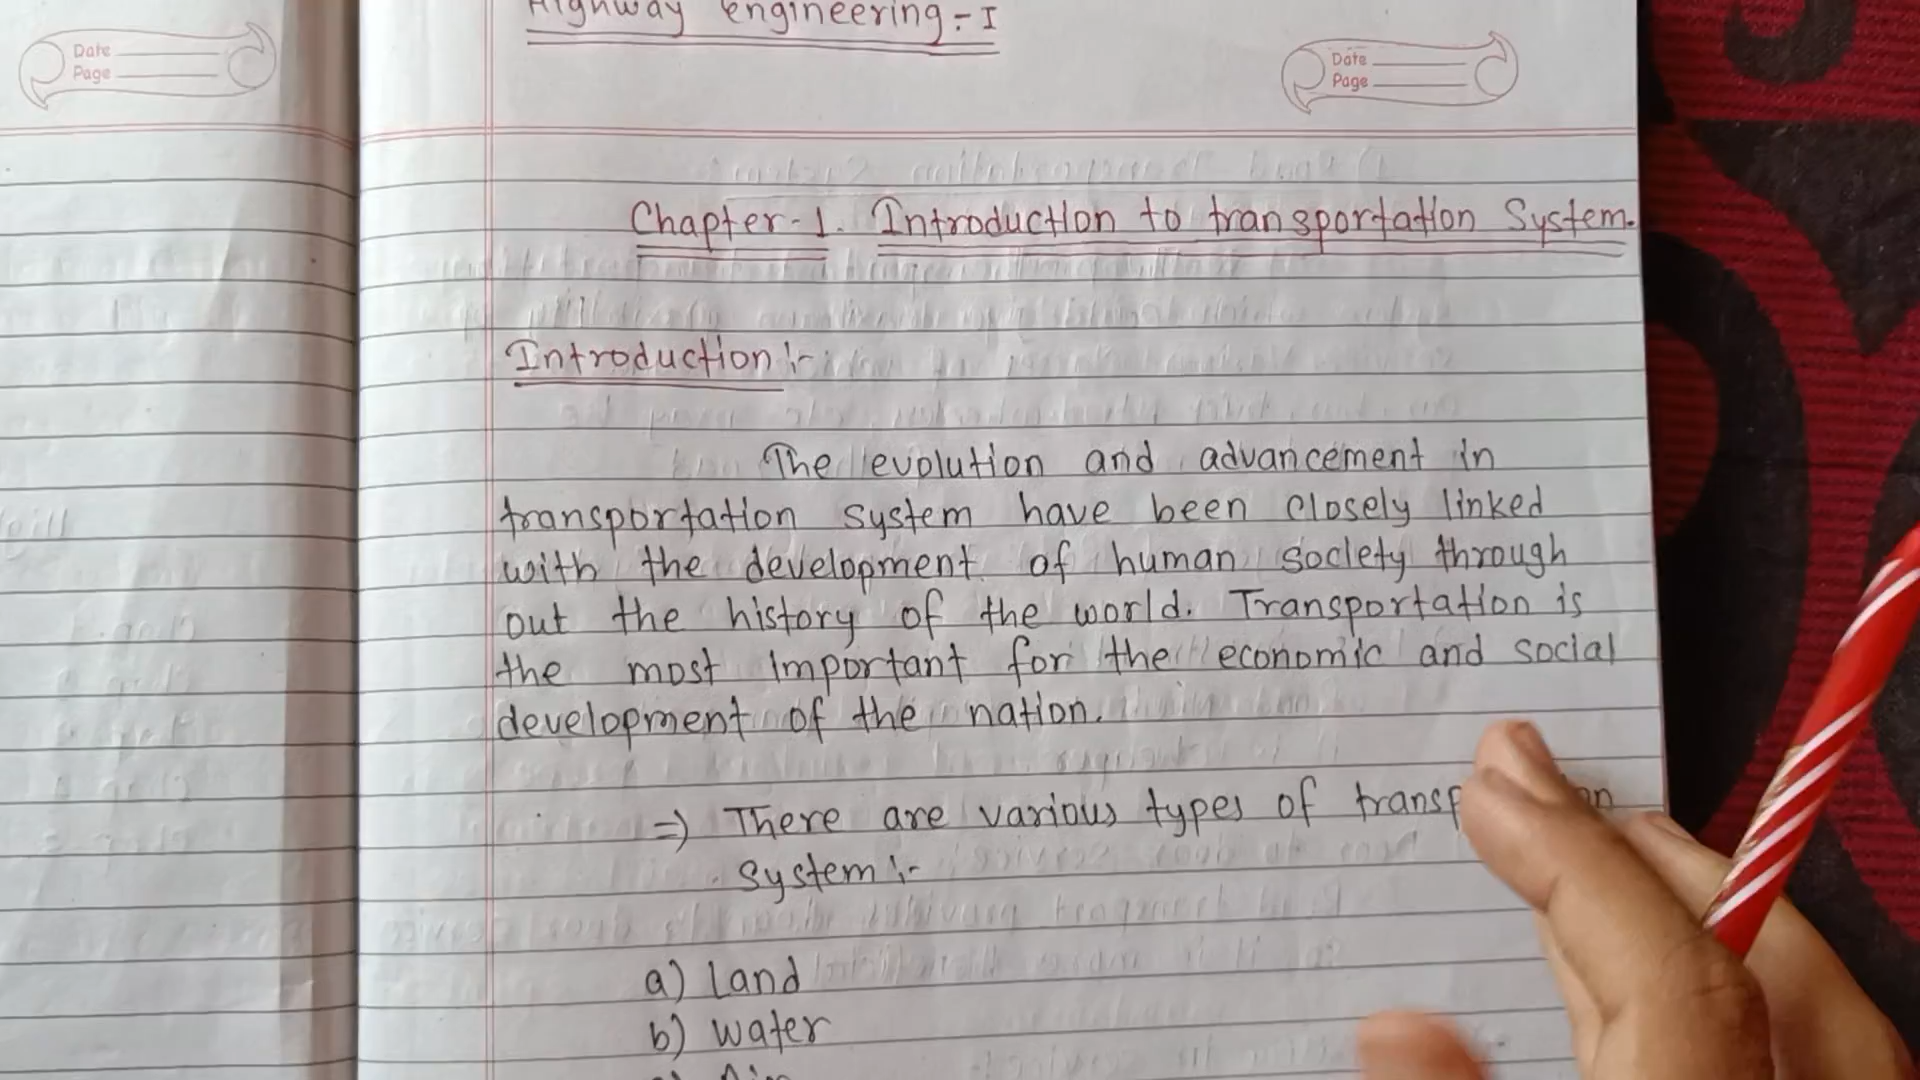 Highway engineering:- I
Date
Page
Date
Page
Chapter-1. Introduction to transportation System.
Introduction:-
The evolution and advancement in
transportation system have been closely linked
with the development of human society through
out the history of the world. Transportation is
the most important for the economic and social
development of the nation.
=) There are various types of
system:-
a) Land
b) water